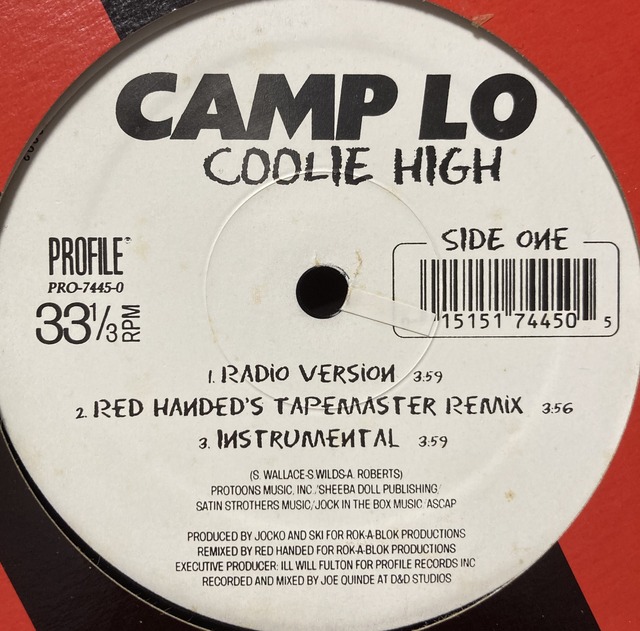 CAMP LO
COOLIE HIGH
SIDE ONE
PROFILE
PRO-7445-0
33 1/3 RPM
15151 74450 5
1. RADIO VERSION 3:59
2. RED HANDED'S TAPEMASTER REMIX 3:56
3. INSTRUMENTAL 3:59
(S. WALLACE-S.WILDS-A. ROBERTS)
PROTOONS MUSIC, INC./SHEEBA DOLL PUBLISHING/
SATIN STROTHERS MUSIC/JOCK IN THE BOX MUSIC/ASCAP
PRODUCED BY JOCKO AND SKI FOR ROK-A-BLOK PRODUCTIONS
REMIXED BY RED HANDED FOR ROK-A-BLOK PRODUCTIONS
EXECUTIVE PRODUCER: ILL WILL FULTON FOR PROFILE RECORDS INC
RECORDED AND MIXED BY JOE QUINDE AT D&D STUDIOS